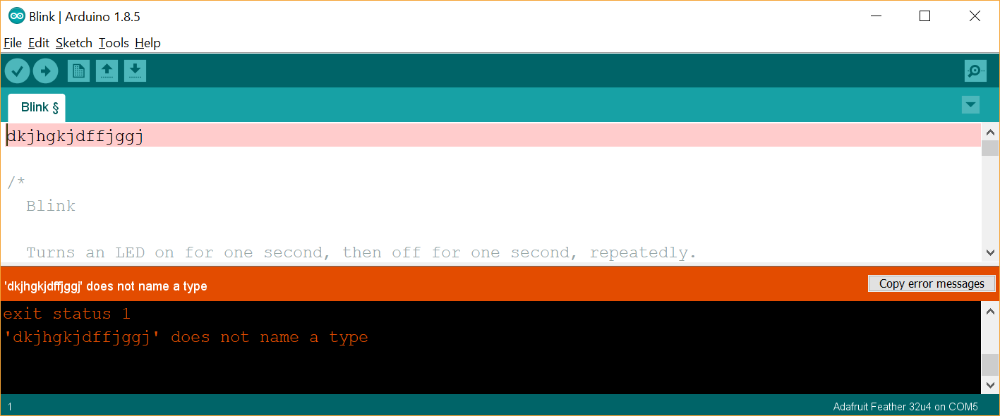 Blink | Arduino 1.8.5
File Edit Sketch Tools Help
Blink §
dkjhgkjdffjggj
/*
Blink
Turns an LED on for one second, then off for one second, repeatedly.
'dkjhgkjdffjggj' does not name a type
Copy error messages
exit status 1
'dkjhgkjdffjggj' does not name a type
1
Adafruit Feather 32u4 on COM5